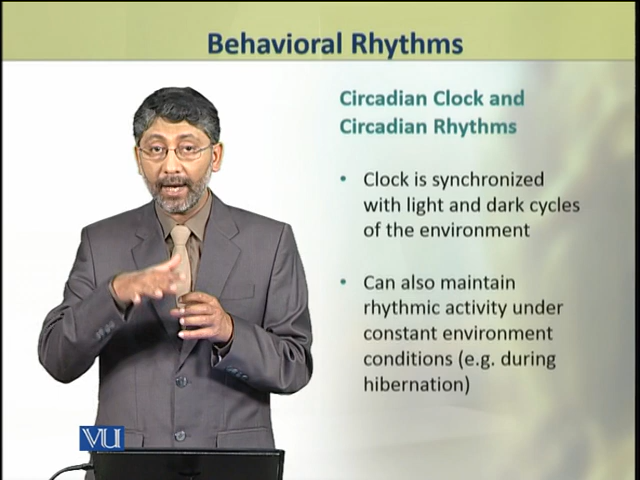 Behavioral Rhythms
Circadian Clock and
Circadian Rhythms
• Clock is synchronized
with light and dark cycles
of the environment
• Can also maintain
rhythmic activity under
constant environment
conditions (e.g. during
hibernation)
VU